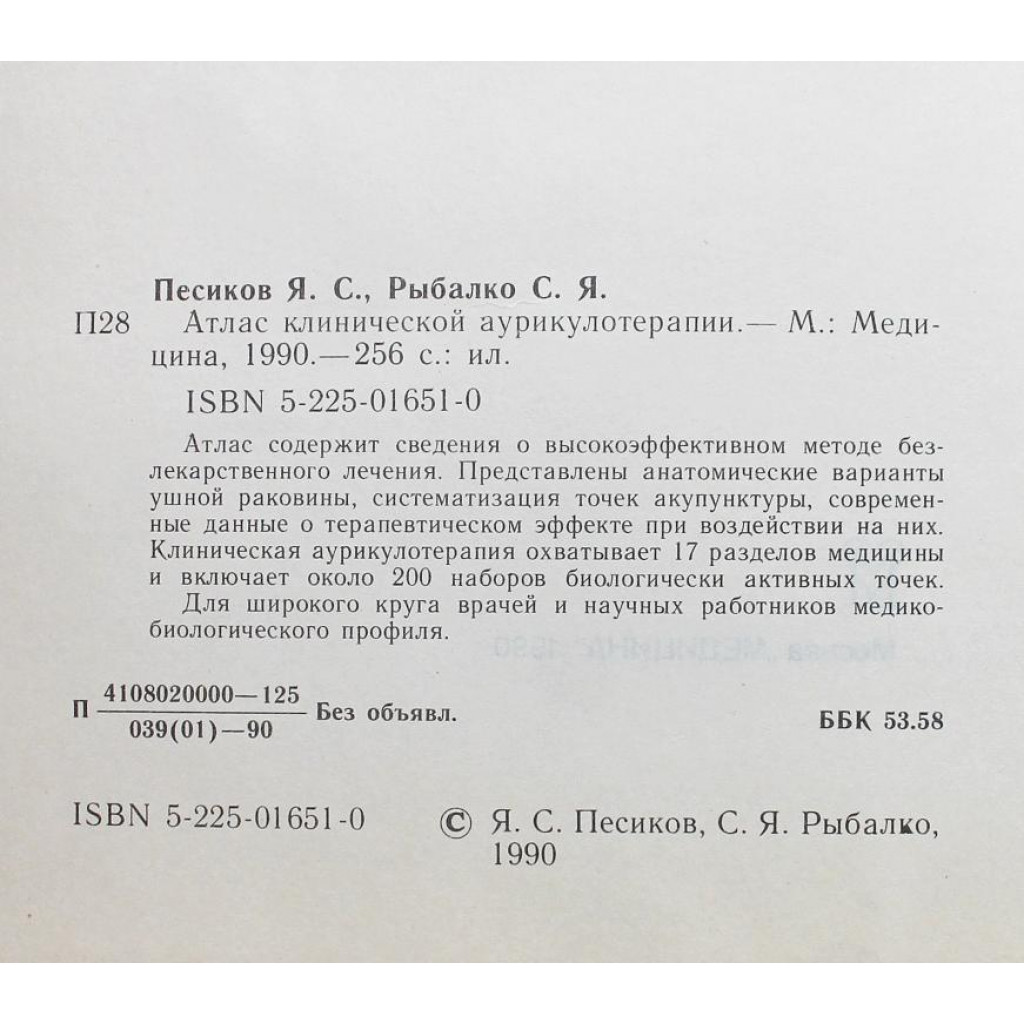 Песиков Я. С., Рыбалко С. Я.
П28 Атлас клинической аурикулотерапии.— М.: Меди-
цина, 1990.—256 с.: ил.
ISBN 5-225-01651-0
Атлас содержит сведения о высокоэффективном методе без-
лекарственного лечения. Представлены анатомические варианты
ушной раковины, систематизация точек акупунктуры, современ-
ные данные о терапевтическом эффекте при воздействии на них.
Клиническая аурикулотерапия охватывает 17 разделов медицины
и включает около 200 наборов биологически активных точек.
Для широкого круга врачей и научных работников медико-
биологического профиля.
П 4108020000—125
039(01)—90 Без объявл.
ББК 53.58
ISBN 5-225-01651-0
© Я. С. Песиков, С. Я. Рыбалко,
1990